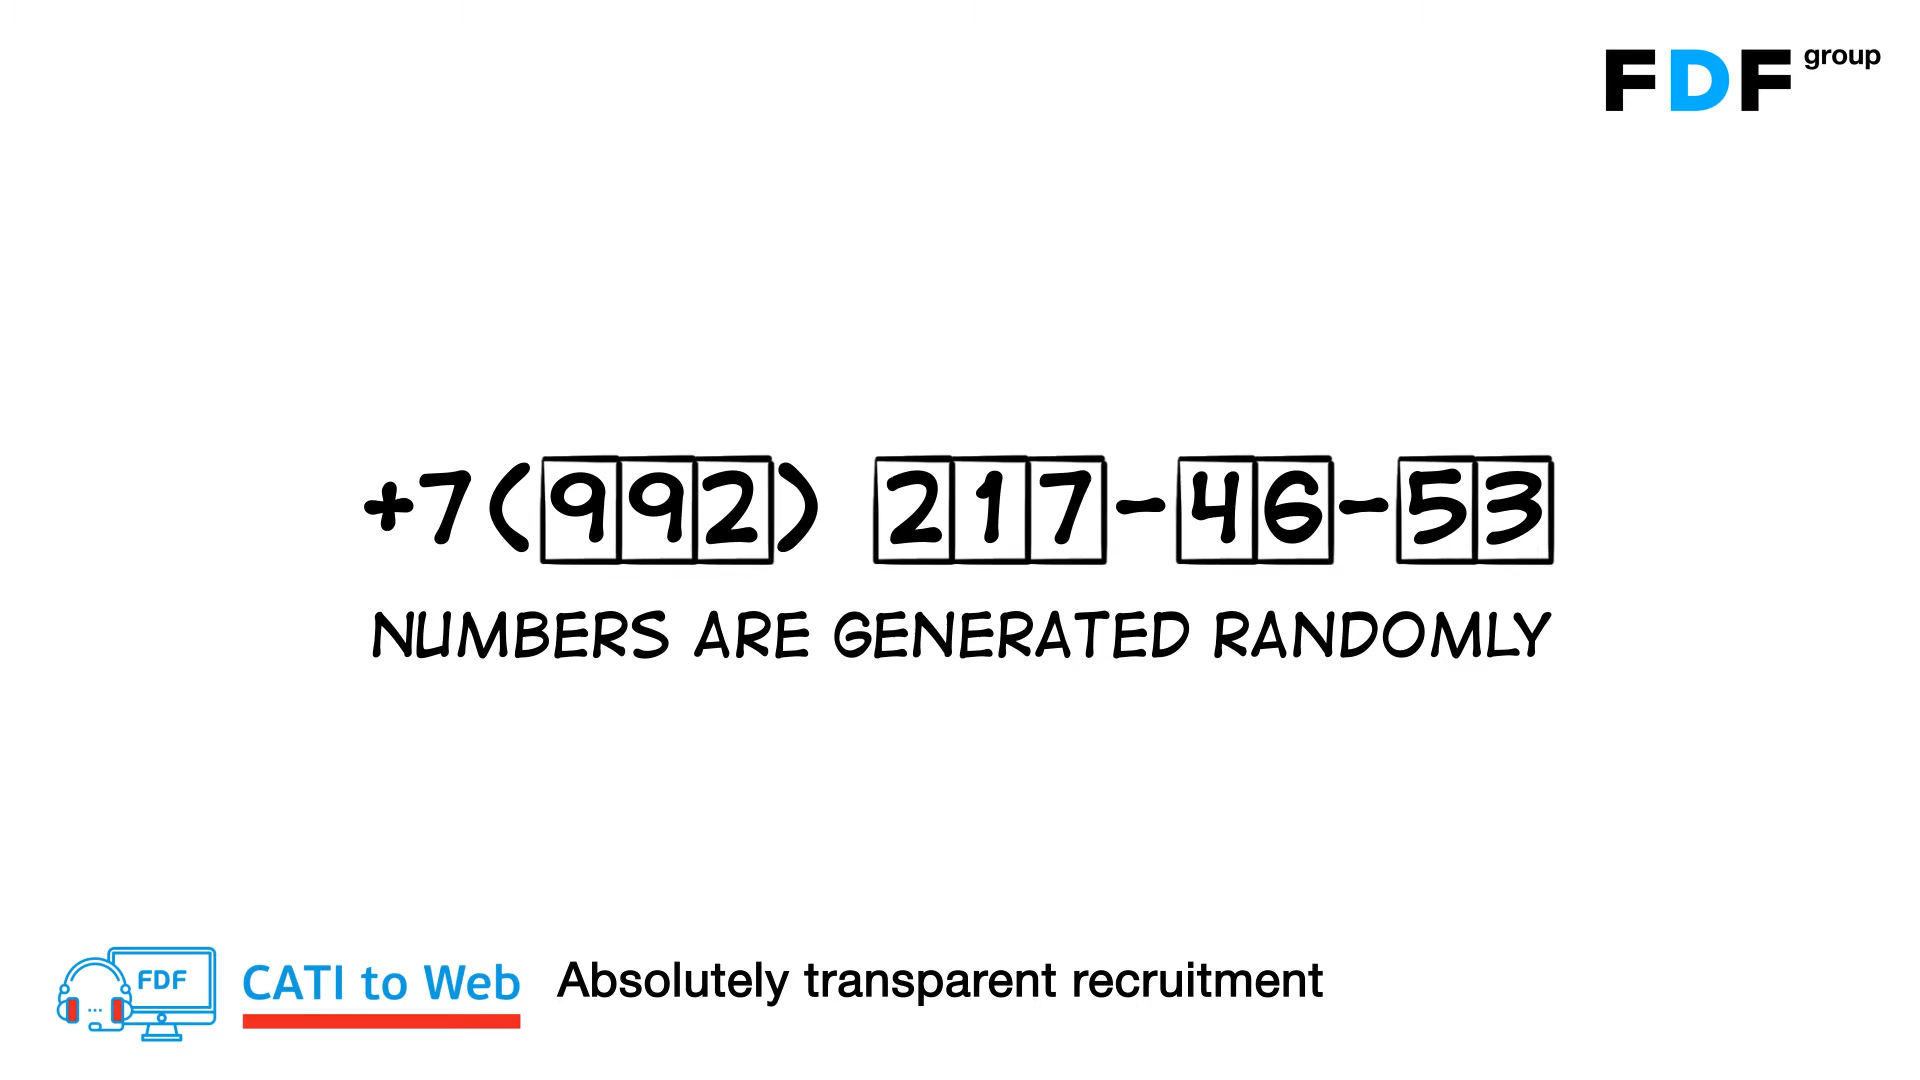 FDF group
+7(992) 217-46-53
NUMBERS ARE GENERATED RANDOMLY
FDF
CATI to Web
Absolutely transparent recruitment